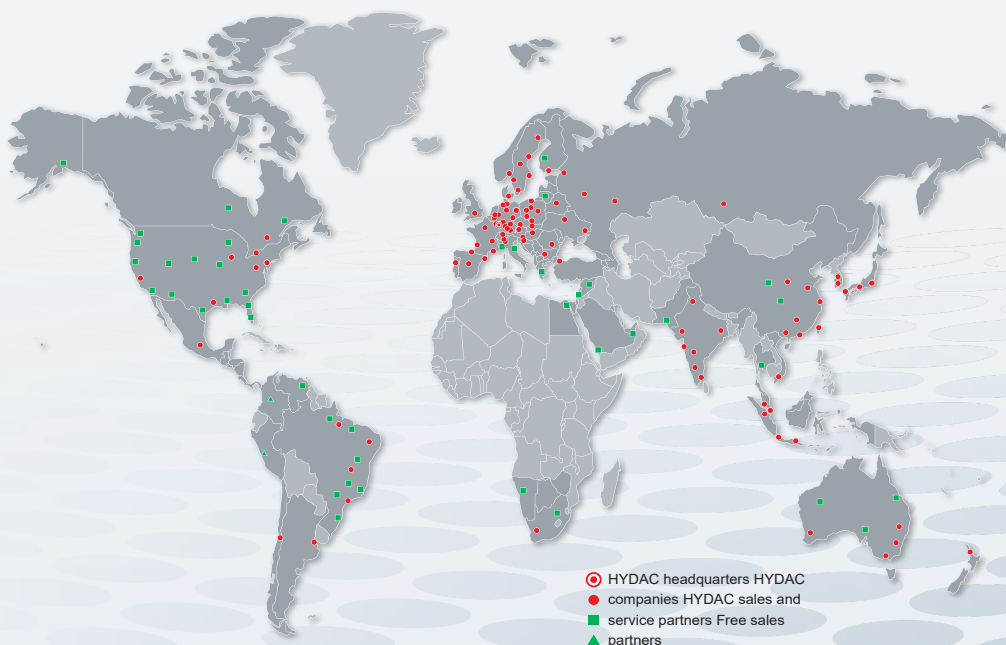 HYDAC headquarters HYDAC
companies HYDAC sales and
service partners Free sales
partners